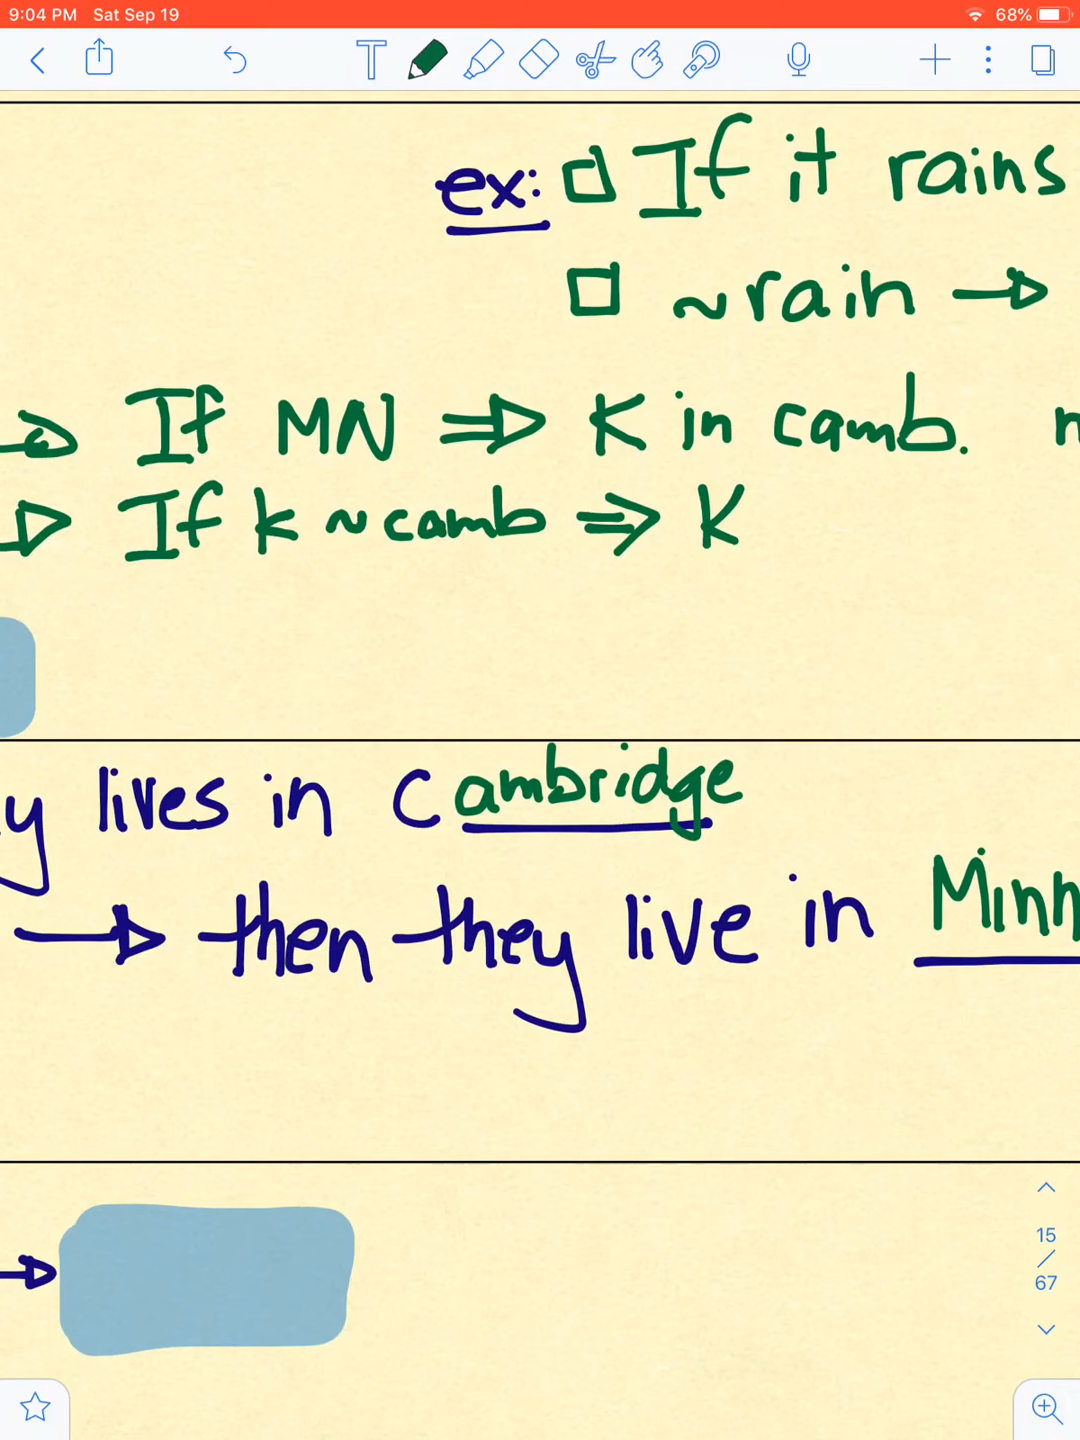 9:04 PM Sat Sep 19 68%
T
ex: If it rains
~rain →
If MN ⇒ K in camb.
If k ~camb ⇒ K
lives in Cambridge
→ then they live in Minn
15
/
67